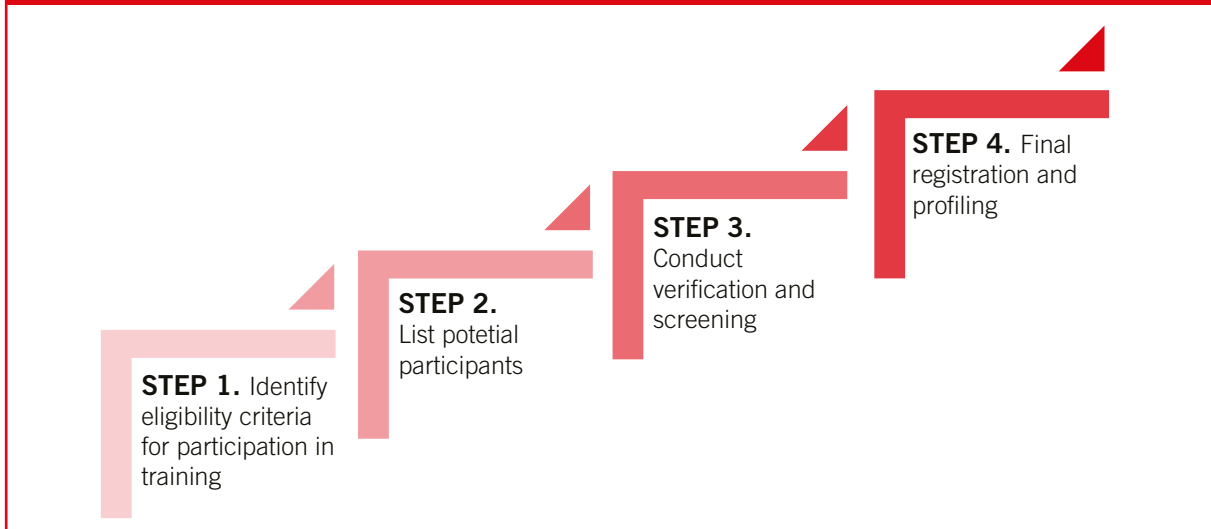 STEP 1. Identify
eligibility criteria
for participation in
training
STEP 2.
List potetial
participants
STEP 3.
Conduct
verification and
screening
STEP 4. Final
registration and
profiling